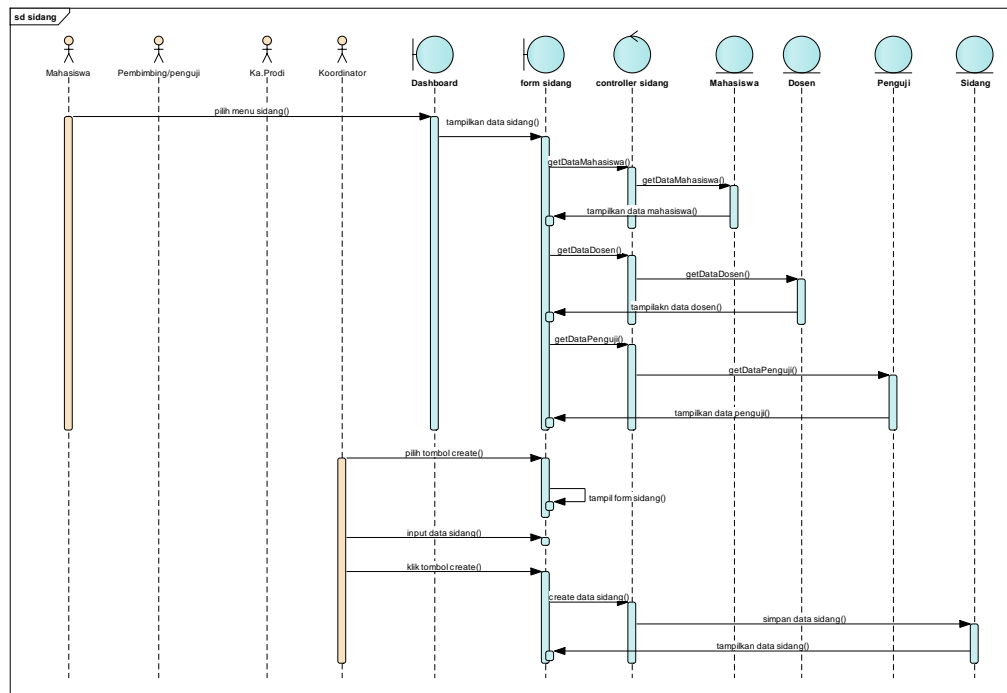 sd sidang
Mahasiswa
Pembimbing/penguji
Ka.Prodi
Koordinator
Dashboard
form sidang
controller sidang
Mahasiswa
Dosen
Penguji
Sidang
pilih menu sidang()
tampilkan data sidang()
getDataMahasiswa()
getDataMahasiswa()
tampilkan data mahasiswa()
getDataDosen()
getDataDosen()
tampilakn data dosen()
getDataPenguji()
getDataPenguji()
tampilkan data penguji()
pilih tombol create()
tampil form sidang()
input data sidang()
klik tombol create()
create data sidang()
simpan data sidang()
tampilkan data sidang()